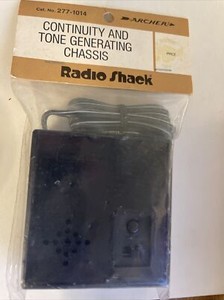 Cat. No. 277-1014
ARCHER
CONTINUITY AND
TONE GENERATING
CHASSIS
Radio Shack